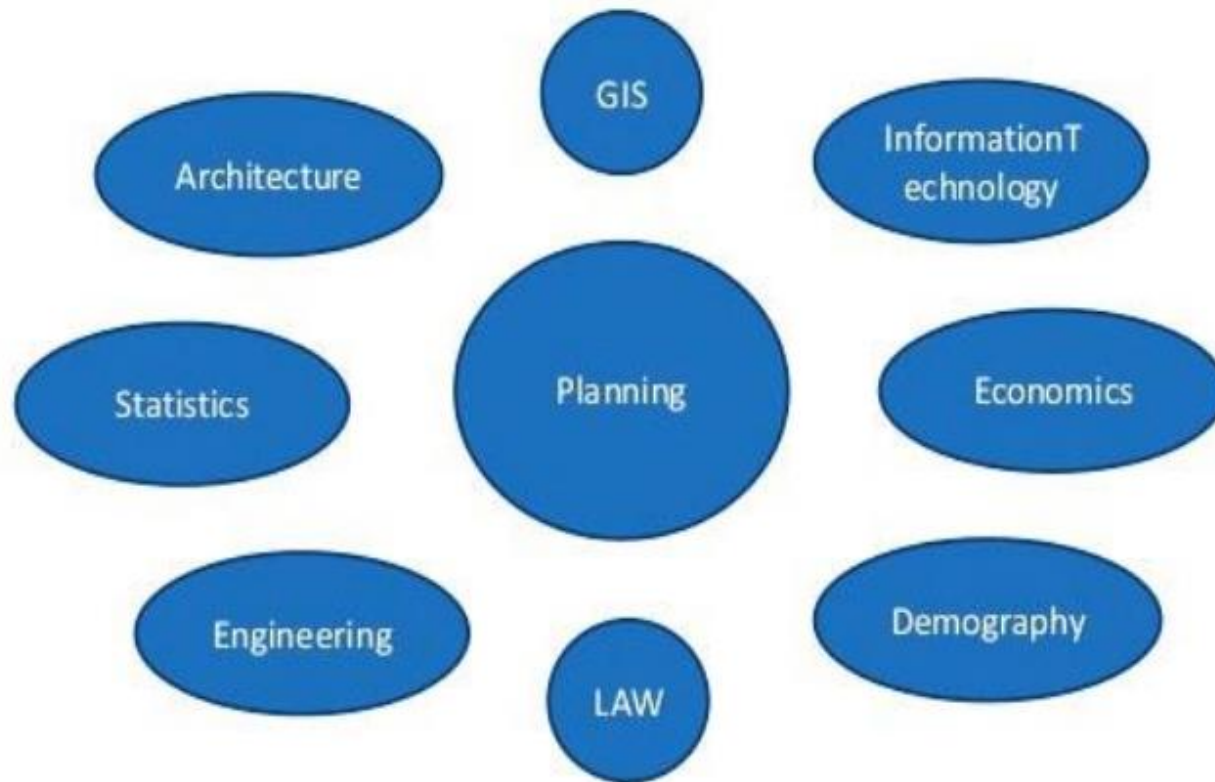 GIS
InformationT
echnology
Architecture
Planning
Economics
Statistics
Demography
Engineering
LAW